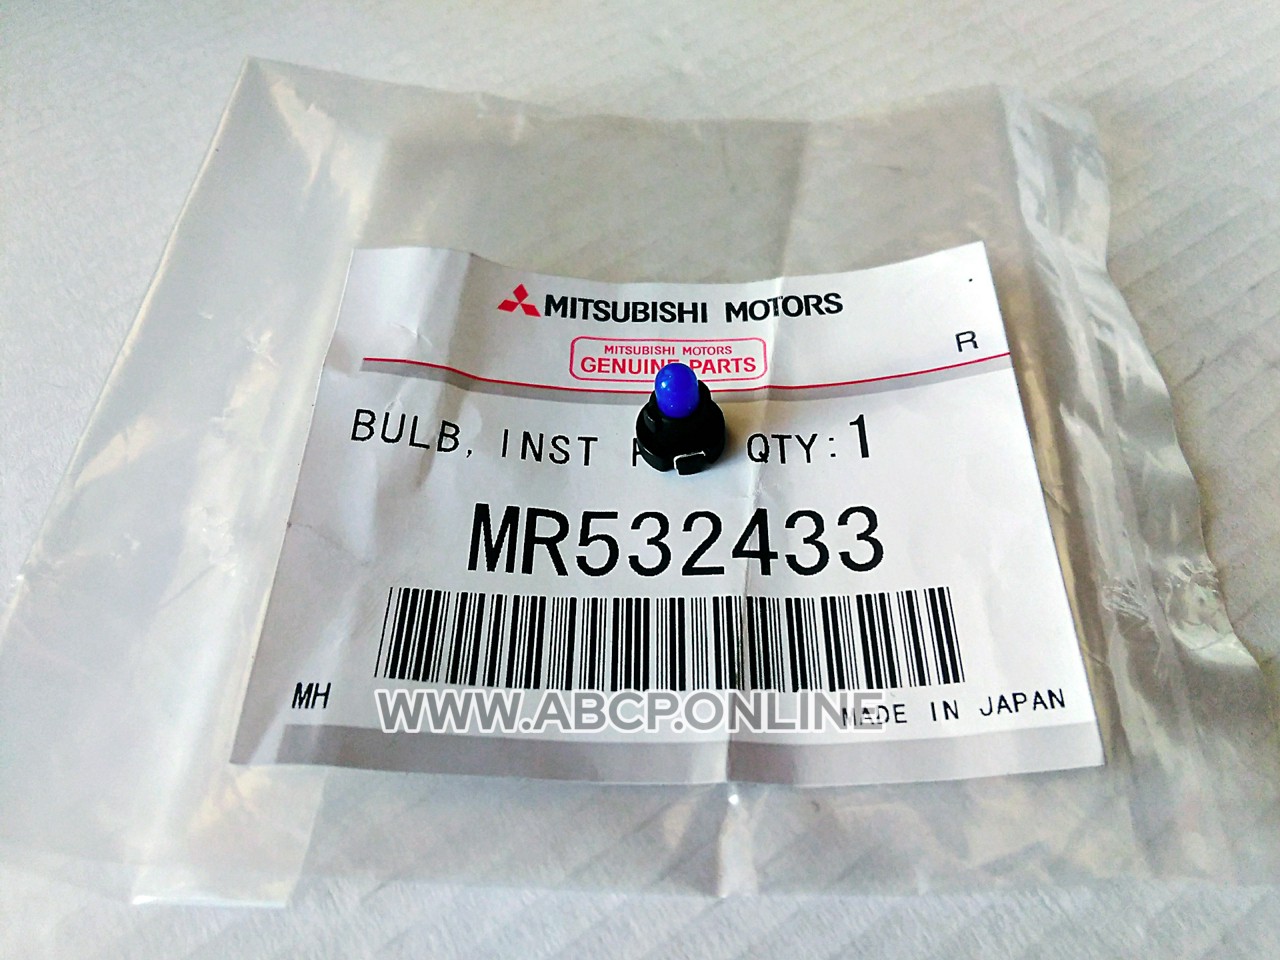 MITSUBISHI MOTORS
MITSUBISHI MOTORS
GENUINE PARTS
R
BULB, INST QTY:1
MR532433
MH
WWW.ABCP.ONLINE
MADE IN JAPAN